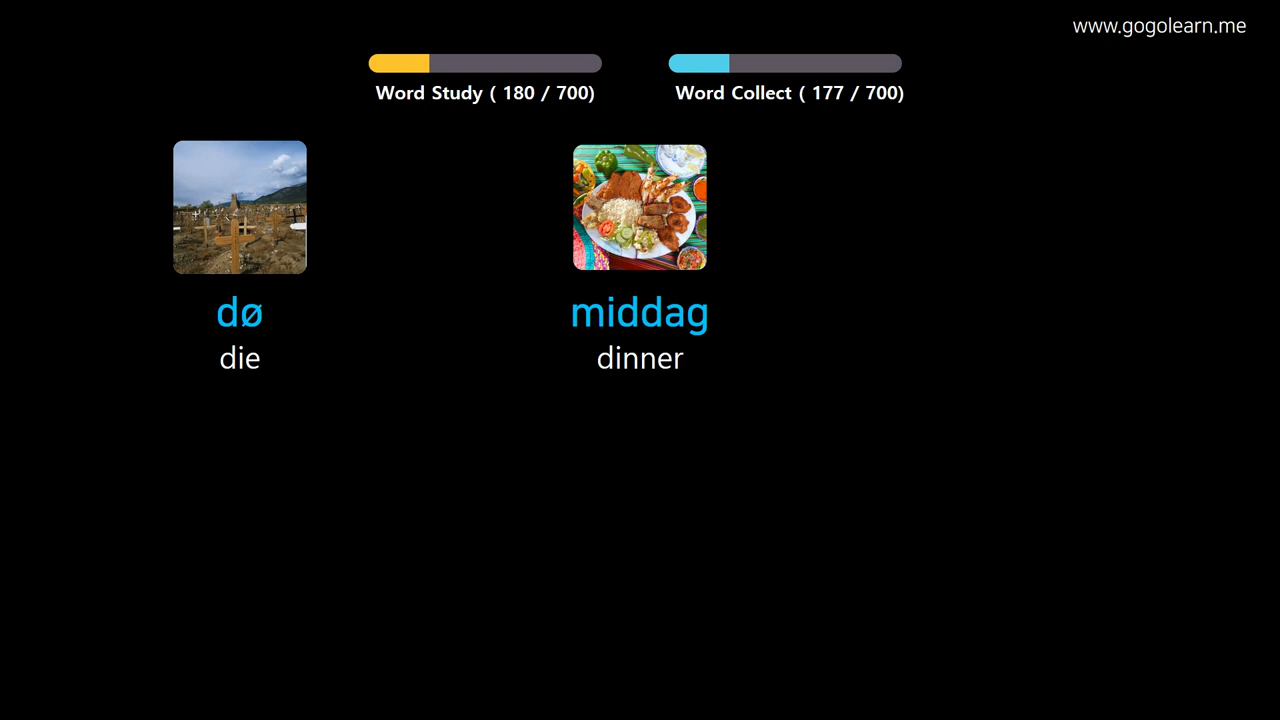 www.gogolearn.me
Word Study ( 180 / 700)
Word Collect ( 177 / 700)
dø
die
middag
dinner